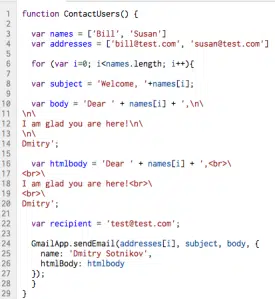 1 function ContactUsers() {
2
3 var names = ['Bill', 'Susan']
4 var addresses = ['bill@test.com', 'susan@test.com']
5
6 for (var i=0; i<names.length; i++){
7
8 var subject = 'Welcome, '+names[i];
9
10 var body = 'Dear ' + names[i] + ',\n\
11 \n\
12 I am glad you are here!\n\
13 \n\
14 Dmitry';
15
16 var htmlbody = 'Dear ' + names[i] + ',<br>\
17 <br>\
18 I am glad you are here!<br>\
19 <br>\
20 Dmitry';
21
22 var recipient = 'test@test.com';
23
24 GmailApp.sendEmail(addresses[i], subject, body, {
25 name: 'Dmitry Sotnikov',
26 htmlBody: htmlbody
27 });
28 }
29 }